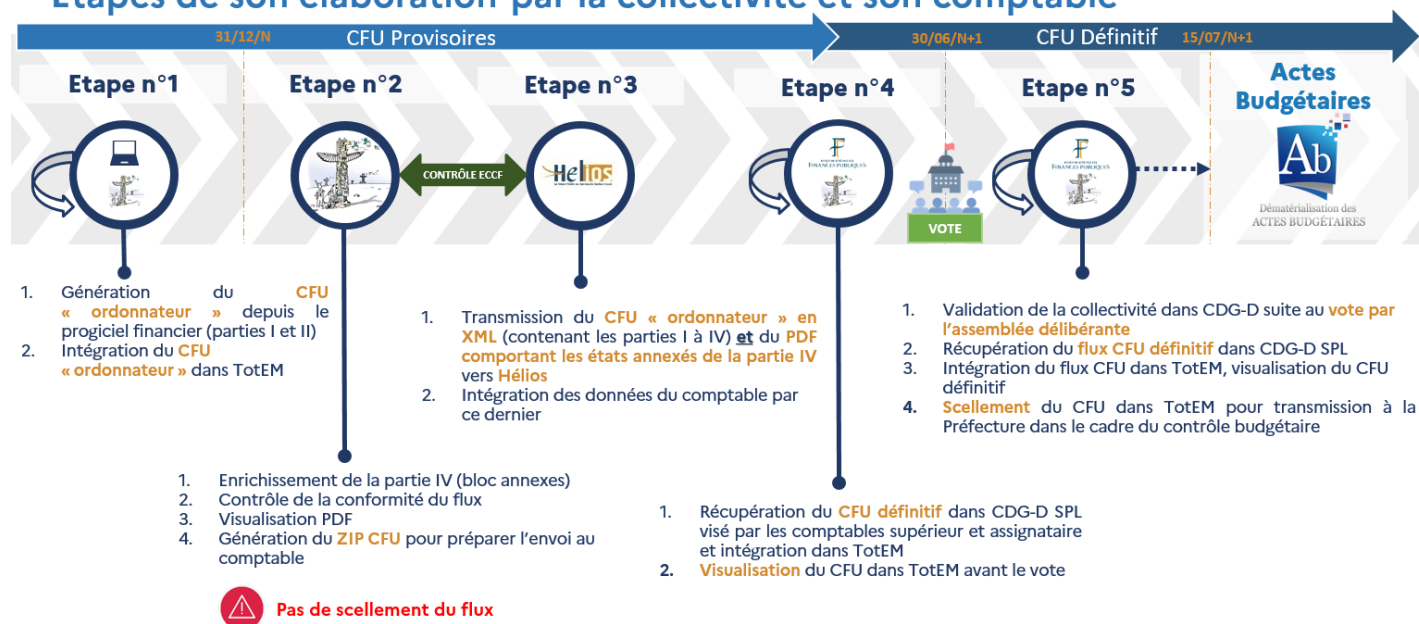 Etapes de son élaboration par la collectivité et son comptable
31/12/N
CFU Provisoires
30/06/N+1
CFU Définitif
15/07/N+1
Etape n°1
Etape n°2
Etape n°3
Etape n°4
Etape n°5
Actes
Budgétaires
CONTRÔLE ECCF
Helios
FINANCES PUBLIQUES
FINANCES PUBLIQUES
VOTE
Ab
Dématérialisation des
ACTES BUDGÉTAIRES
1. Génération du CFU
« ordonnateur » depuis le
progiciel financier (parties I et II)
2. Intégration du CFU
« ordonnateur » dans TotEM
1. Enrichissement de la partie IV (bloc annexes)
2. Contrôle de la conformité du flux
3. Visualisation PDF
4. Génération du ZIP CFU pour préparer l'envoi au
comptable
Pas de scellement du flux
1. Transmission du CFU « ordonnateur » en
XML (contenant les parties I à IV) et du PDF
comportant les états annexés de la partie IV
vers Hélios
2. Intégration des données du comptable par
ce dernier
1. Récupération du CFU définitif dans CDG-D SPL
visé par les comptables supérieur et assignataire
et intégration dans TotEM
2. Visualisation du CFU dans TotEM avant le vote
1. Validation de la collectivité dans CDG-D suite au vote par
l'assemblée délibérante
2. Récupération du flux CFU définitif dans CDG-D SPL
3. Intégration du flux CFU dans TotEM, visualisation du CFU
définitif
4. Scellement du CFU dans TotEM pour transmission à la
Préfecture dans le cadre du contrôle budgétaire